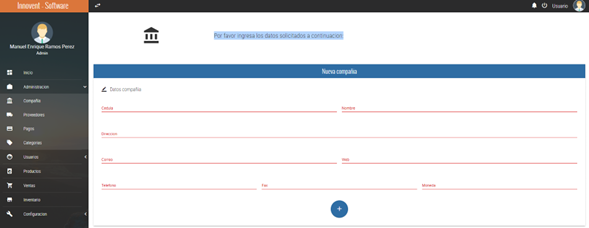 Innovent - Software
Usuario
Manuel Enrique Ramos Perez
Admin
Por favor ingresa los datos solicitados a continuacion
Inicio
Administracion
Compañia
Proveedores
Pagos
Categorias
Usuarios
Productos
Ventas
Inventario
Configuracion
Nueva compañia
Datos compañia
Nombre
Direccion
Correo
Web
Telefono
Fax
Moneda